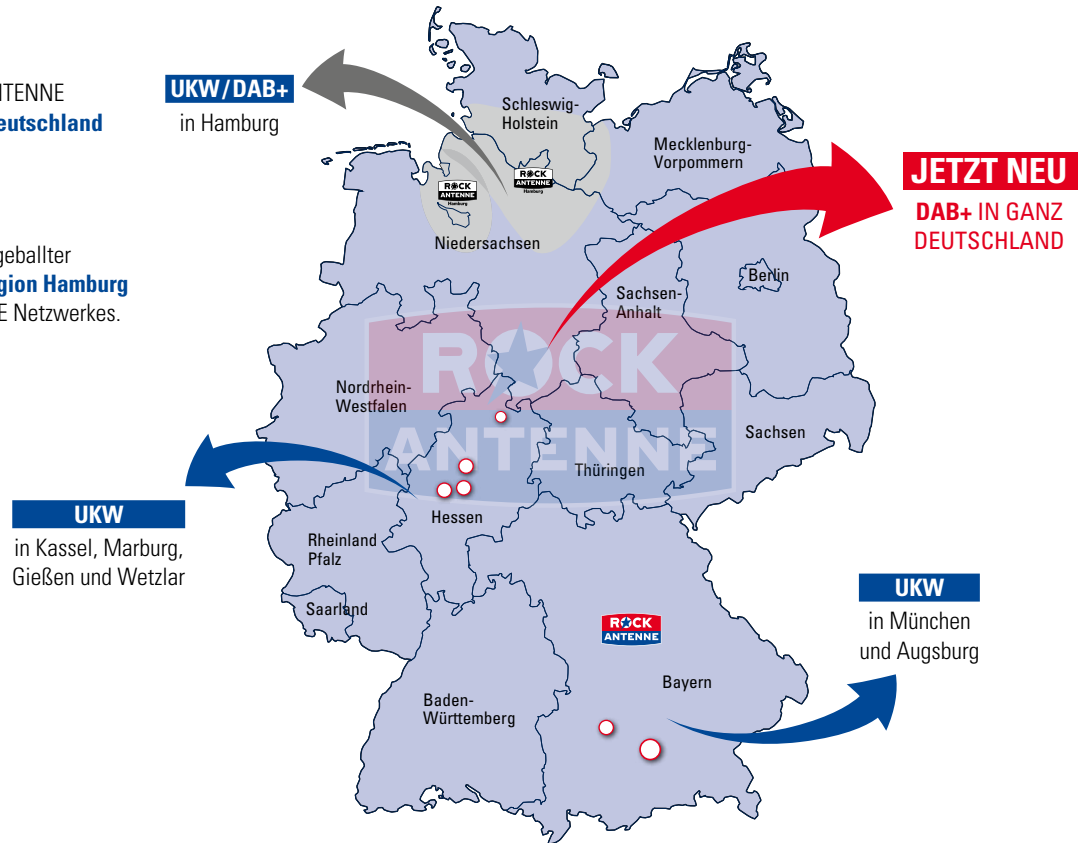 ITENNE
eutschland
geballter
gion Hamburg
E Netzwerkes.
UKW/DAB+
in Hamburg
JETZT NEU
DAB+ IN GANZ
DEUTSCHLAND
Schleswig-
Holstein
Mecklenburg-
Vorpommern
ROCK
ANTENNE
Hamburg
ROCK
ANTENNE
Hamburg
Niedersachsen
Berlin
Sachsen-
Anhalt
ROCK
ANTENNE
Nordrhein-
Westfalen
Sachsen
Thüringen
Hessen
UKW
in Kassel, Marburg,
Gießen und Wetzlar
Rheinland
Pfalz
Saarland
UKW
in München
und Augsburg
ROCK
ANTENNE
Bayern
Baden-
Württemberg